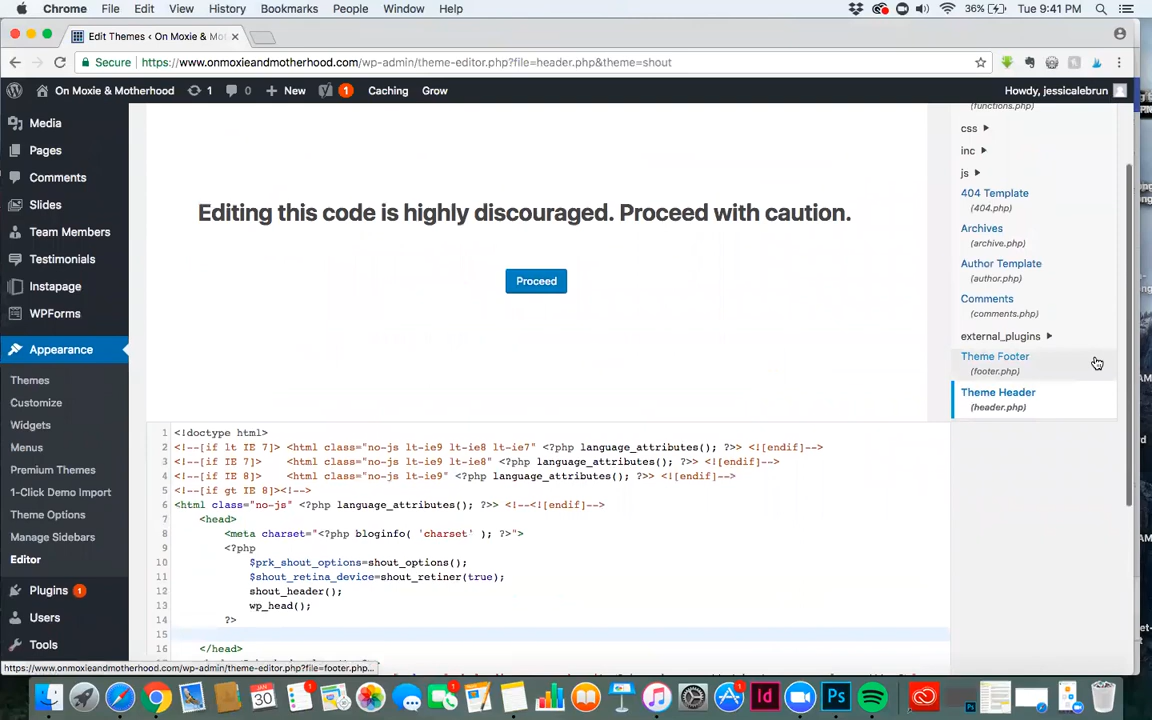 Chrome File Edit View History Bookmarks People Window Help 36% Tue 9:41 PM
Edit Themes ‹ On Moxie & Mot
Secure https://www.onmoxieandmotherhood.com/wp-admin/theme-editor.php?file=header.php&theme=shout
On Moxie & Motherhood 1 0 New 1 Caching Grow Howdy, jessicalebrun
Media
Pages
Comments
Slides
Team Members
Testimonials
Instapage
WPForms
Appearance
Themes
Customize
Widgets
Menus
Premium Themes
1-Click Demo Import
Theme Options
Manage Sidebars
Editor
Plugins 1
Users
Tools
Editing this code is highly discouraged. Proceed with caution.
Proceed
(functions.php)
css
inc
js
404 Template
(404.php)
Archives
(archive.php)
Author Template
(author.php)
Comments
(comments.php)
external_plugins
Theme Footer
(footer.php)
Theme Header
(header.php)
1 <!doctype html>
2 <!--[if lt IE 7]> <html class="no-js lt-ie9 lt-ie8 lt-ie7" <?php language_attributes(); ?>> <![endif]-->
3 <!--[if IE 7]> <html class="no-js lt-ie9 lt-ie8" <?php language_attributes(); ?>> <![endif]-->
4 <!--[if IE 8]> <html class="no-js lt-ie9" <?php language_attributes(); ?>> <![endif]-->
5 <!--[if gt IE 8]><!-->
6 <html class="no-js" <?php language_attributes(); ?>> <!--<![endif]-->
7 <head>
8 <meta charset="<?php bloginfo( 'charset' ); ?>">
9 <?php
10 $prk_shout_options=shout_options();
11 $shout_retina_device=shout_retiner(true);
12 shout_header();
13 wp_head();
14 ?>
15
16 </head>
https://www.onmoxieandmotherhood.com/wp-admin/theme-editor.php?file=footer.php...
JAN
30
1
1
Id
Ps